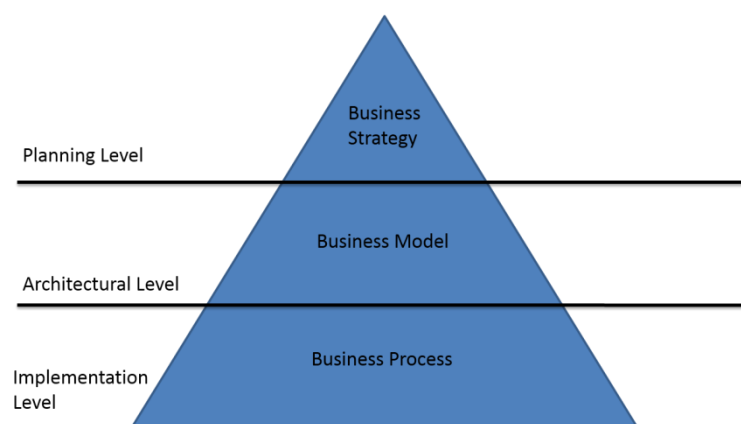 Business
Strategy
Planning Level
Business Model
Architectural Level
Business Process
Implementation
Level